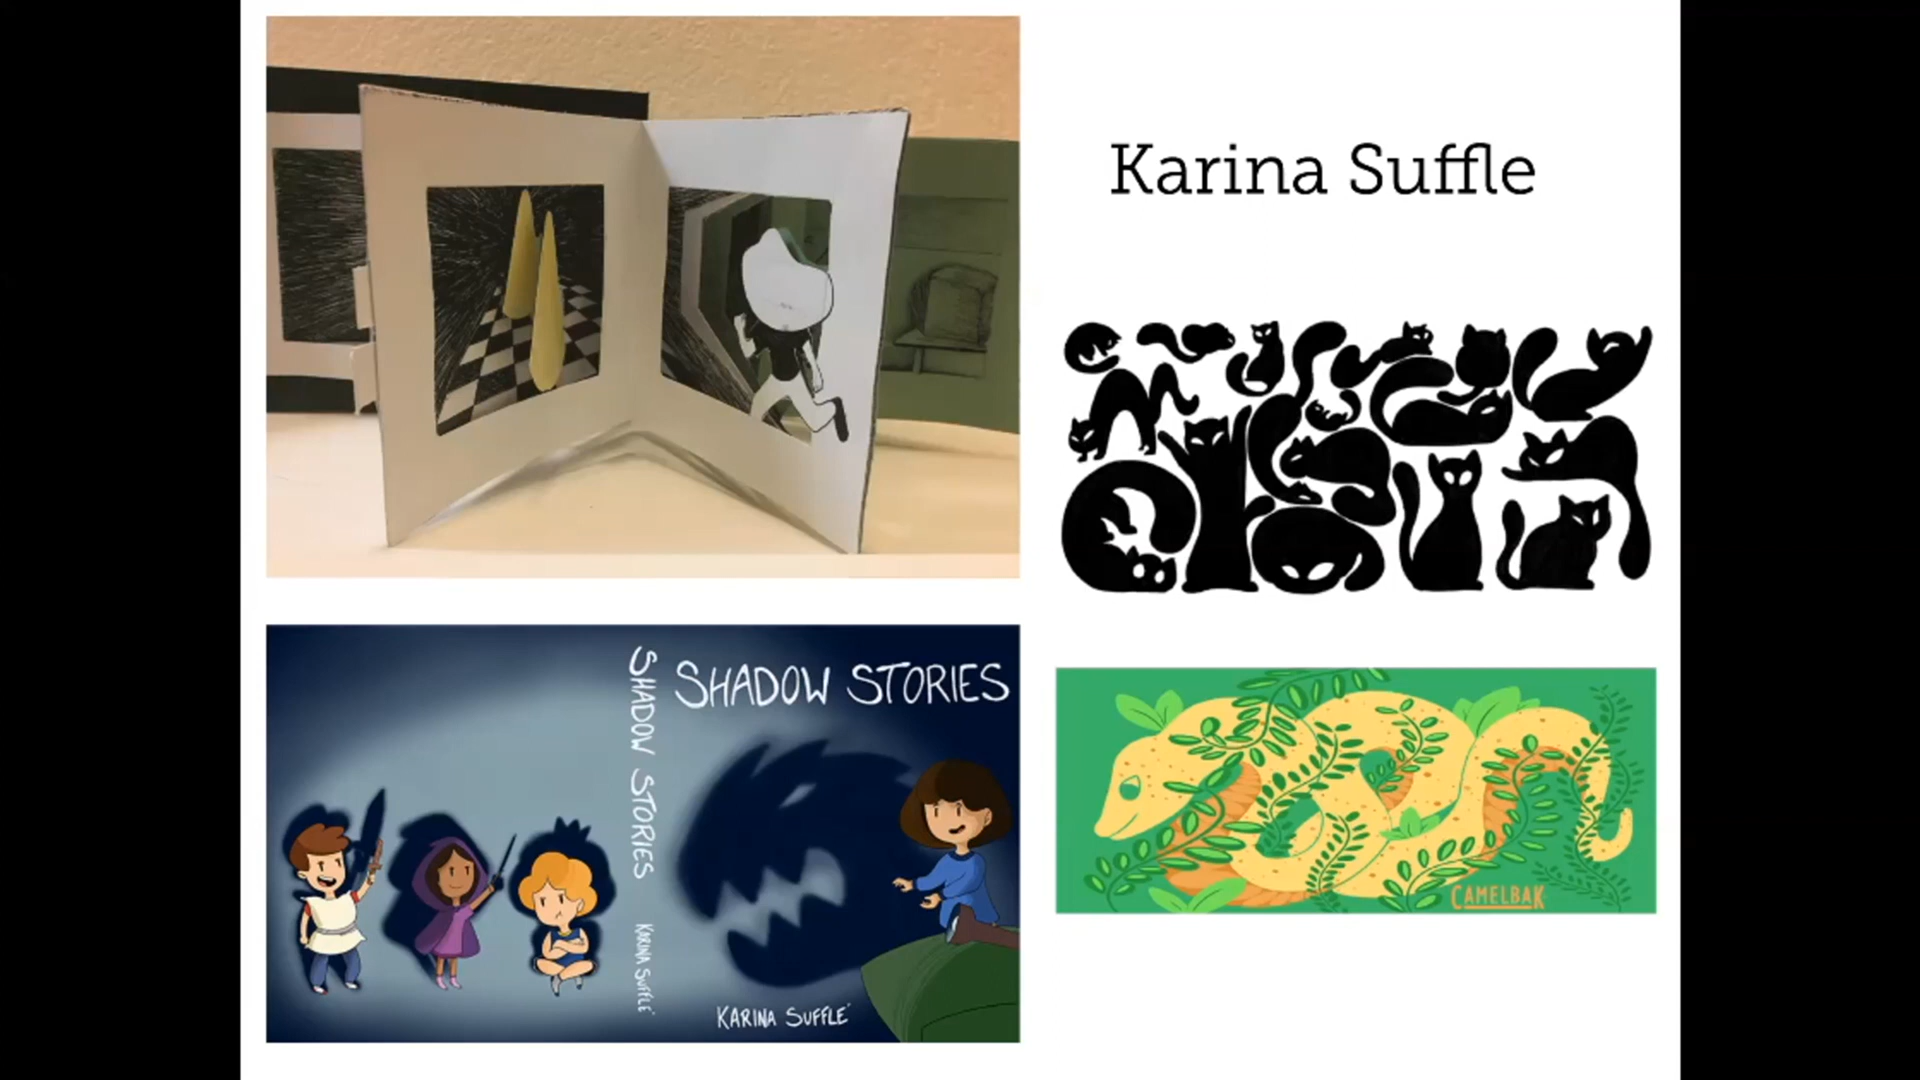 Karina Suffle
SHADOW STORIES
SHADOW STORIES
KARINA SUFFLE´
KARINA SUFFLE´
CAMELBAK